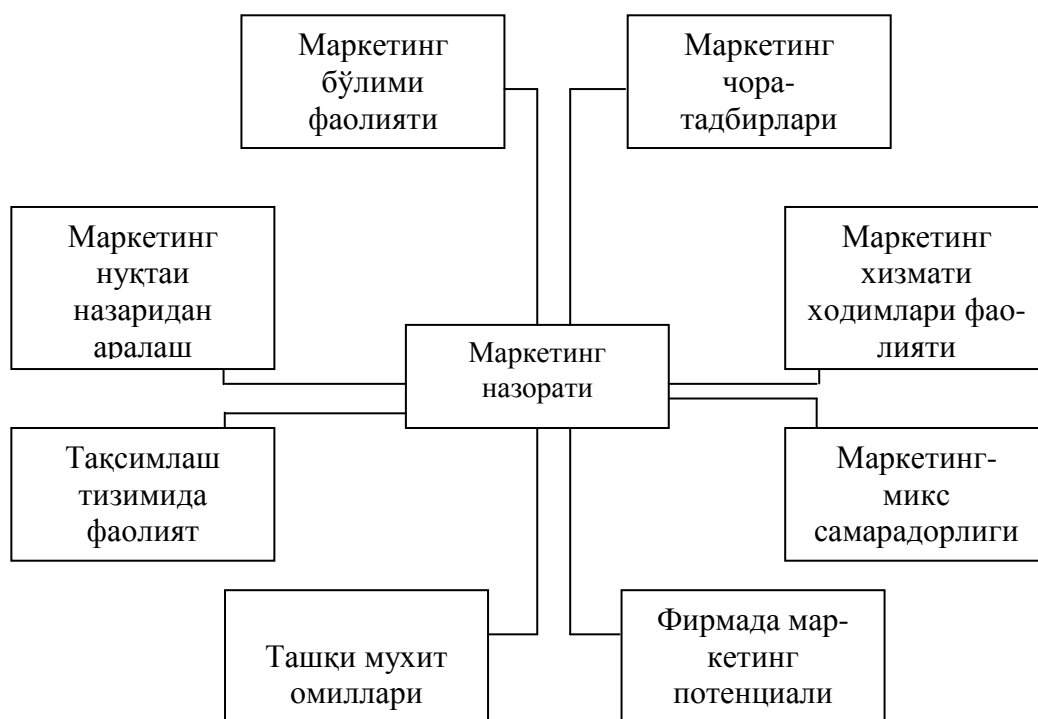 Маркетинг
бўлими
фаолияти
Маркетинг
чора-
тадбирлари
Маркетинг
нуқтаи
назаридан
аралаш
Маркетинг
хизмати
ходимлари фао-
лияти
Маркетинг
назорати
Тақсимлаш
тизимида
фаолият
Маркетинг-
микс
самарадорлиги
Ташқи мухит
омиллари
Фирмада мар-
кетинг
потенциали